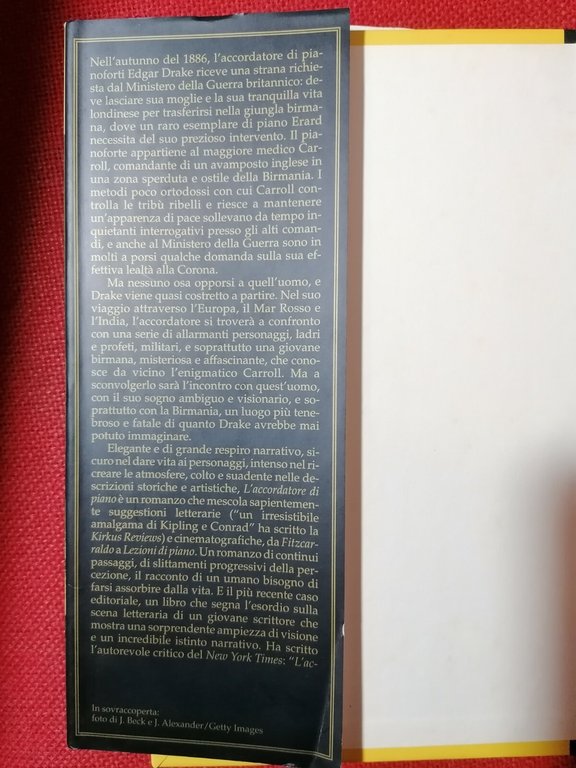 Nell'autunno del 1886, l'accordatore di pia-
noforti Edgar Drake riceve una strana richie-
sta dal Ministero della Guerra britannico: de-
ve lasciare sua moglie e la sua tranquilla vita
londinese per trasferirsi nella giungla birma-
na, dove un raro esemplare di piano Erard
necessita del suo prezioso intervento. Il pia-
noforte appartiene al maggiore medico Car-
roll, comandante di un avamposto inglese in
una zona sperduta e ostile della Birmania. I
metodi poco ortodossi con cui Carroll con-
trolla le tribù ribelli e riesce a mantenere
un'apparenza di pace sollevano da tempo in-
quietanti interrogativi presso gli alti coman-
di, e anche al Ministero della Guerra sono in
molti a porsi qualche domanda sulla sua ef-
fettiva lealtà alla Corona.
Ma nessuno osa opporsi a quell'uomo, e
Drake viene quasi costretto a partire. Nel suo
viaggio attraverso l'Europa, il Mar Rosso e
l'India, l'accordatore si troverà a confronto
con una serie di allarmanti personaggi, ladri
e profeti, militari, e soprattutto una giovane
birmana, misteriosa e affascinante, che cono-
sce da vicino l'enigmatico Carroll. Ma a
sconvolgerlo sarà l'incontro con quest'uomo,
con il suo sogno ambiguo e visionario, e so-
prattutto con la Birmania, un luogo più tene-
broso e fatale di quanto Drake avrebbe mai
potuto immaginare.
Elegante e di grande respiro narrativo, si-
curo nel dare vita ai personaggi, intenso nel ri-
creare le atmosfere, colto e suadente nelle de-
scrizioni storiche e artistiche, L'accordatore di
piano è un romanzo che mescola sapientemen-
te suggestioni letterarie ("un irresistibile
amalgama di Kipling e Conrad" ha scritto la
Kirkus Reviews) e cinematografiche, da Fitzcar-
raldo a Lezioni di piano. Un romanzo di continui
passaggi, di slittamenti progressivi della per-
cezione, il racconto di un umano bisogno di
farsi assorbire dalla vita. E il più recente caso
editoriale, un libro che segna l'esordio sulla
scena letteraria di un giovane scrittore che
mostra una sorprendente ampiezza di visione
e un incredibile istinto narrativo. Ha scritto
l'autorevole critico del New York Times: "L'ac-
In sovraccoperta:
foto di J. Beck e J. Alexander/Getty Images